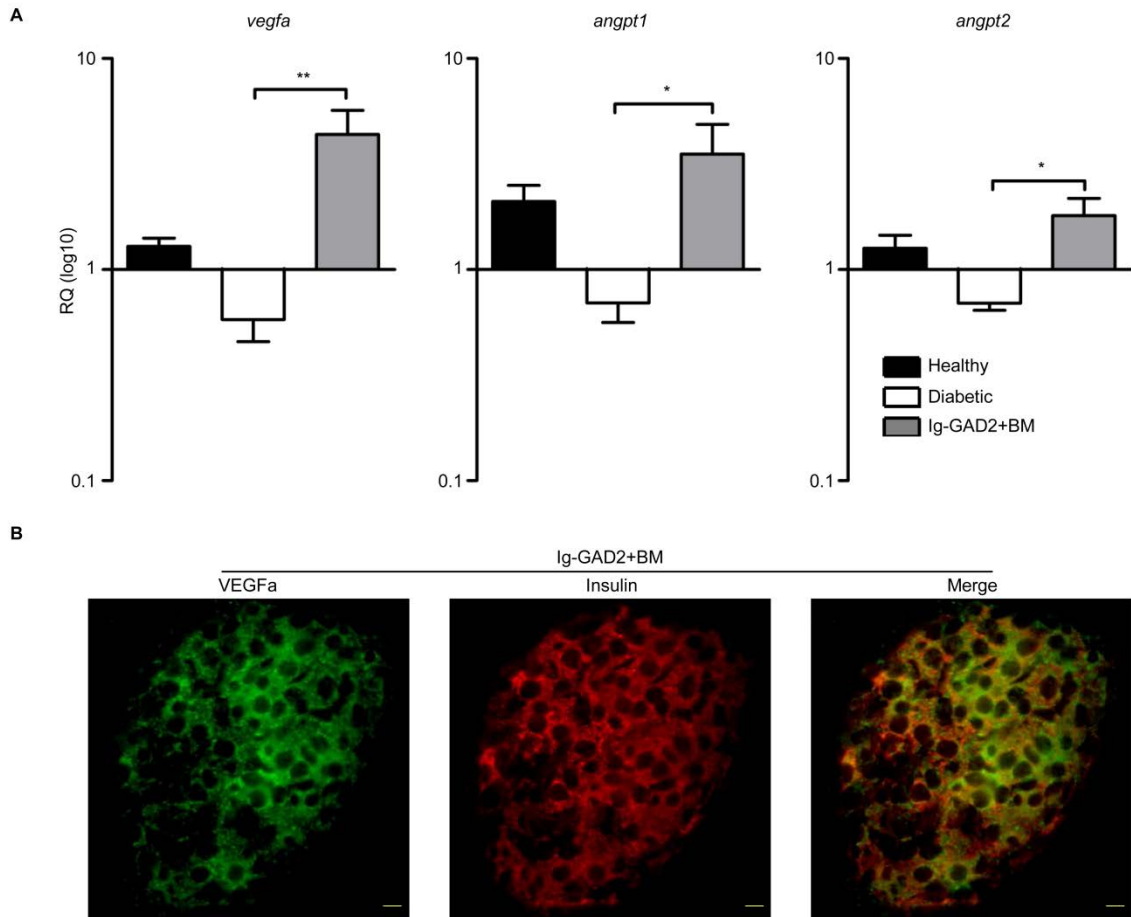 A
vegfa
angpt1
angpt2
RQ (log10)
10
1
0.1
**
10
1
0.1
*
10
1
0.1
*
Healthy
Diabetic
Ig-GAD2+BM
B
Ig-GAD2+BM
VEGFa
Insulin
Merge